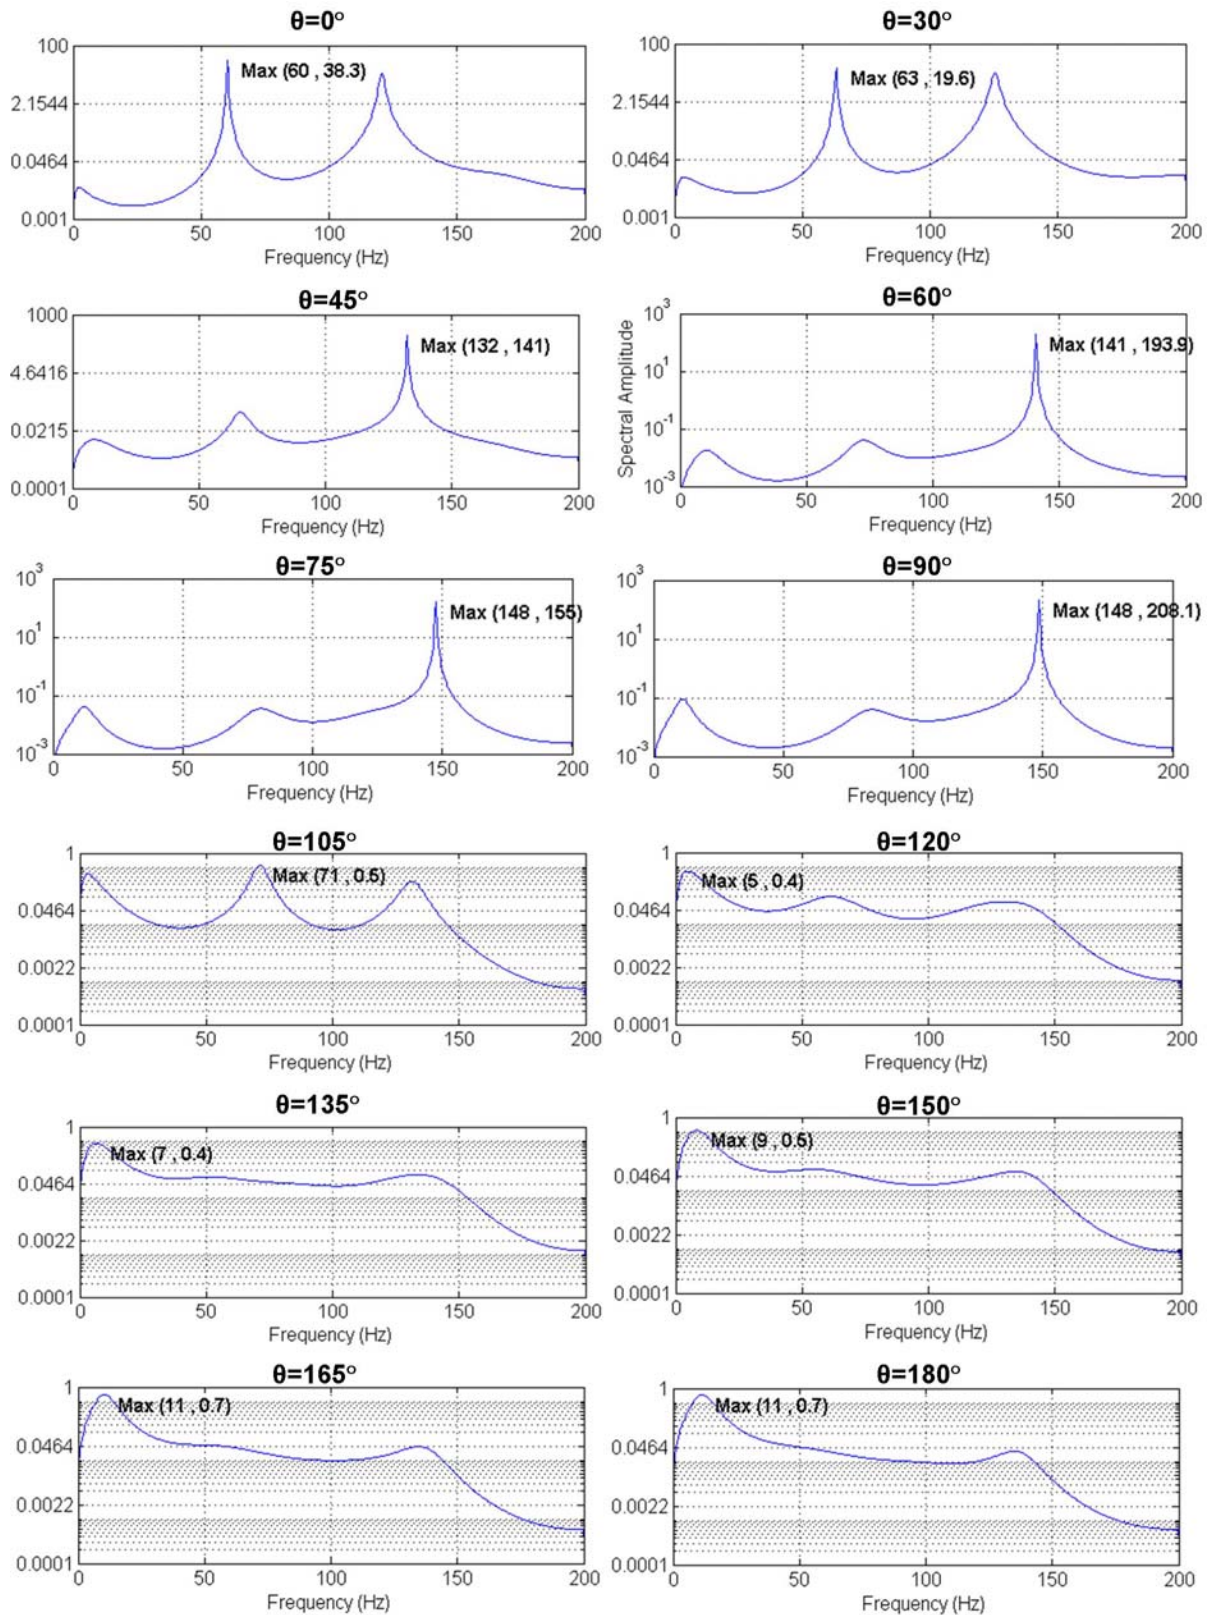 θ=0°
100
2.1544
0.0464
0.001
Max (60 , 38.3)
0 50 100 150 200
Frequency (Hz)
θ=30°
100
2.1544
0.0464
0.001
Max (63 , 19.6)
0 50 100 150 200
Frequency (Hz)
θ=45°
1000
4.6416
0.0215
0.0001
Max (132 , 141)
0 50 100 150 200
Frequency (Hz)
θ=60°
Spectral Amplitude
10³
10¹
10⁻¹
10⁻³
Max (141 , 193.9)
0 50 100 150 200
Frequency (Hz)
θ=75°
10³
10¹
10⁻¹
10⁻³
Max (148 , 155)
0 50 100 150 200
Frequency (Hz)
θ=90°
10³
10¹
10⁻¹
10⁻³
Max (148 , 208.1)
0 50 100 150 200
Frequency (Hz)
θ=105°
1
0.0464
0.0022
0.0001
Max (71 , 0.5)
0 50 100 150 200
Frequency (Hz)
θ=120°
1
0.0464
0.0022
0.0001
Max (5 , 0.4)
0 50 100 150 200
Frequency (Hz)
θ=135°
1
0.0464
0.0022
0.0001
Max (7 , 0.4)
0 50 100 150 200
Frequency (Hz)
θ=150°
1
0.0464
0.0022
0.0001
Max (9 , 0.5)
0 50 100 150 200
Frequency (Hz)
θ=165°
1
0.0464
0.0022
0.0001
Max (11 , 0.7)
0 50 100 150 200
Frequency (Hz)
θ=180°
1
0.0464
0.0022
0.0001
Max (11 , 0.7)
0 50 100 150 200
Frequency (Hz)